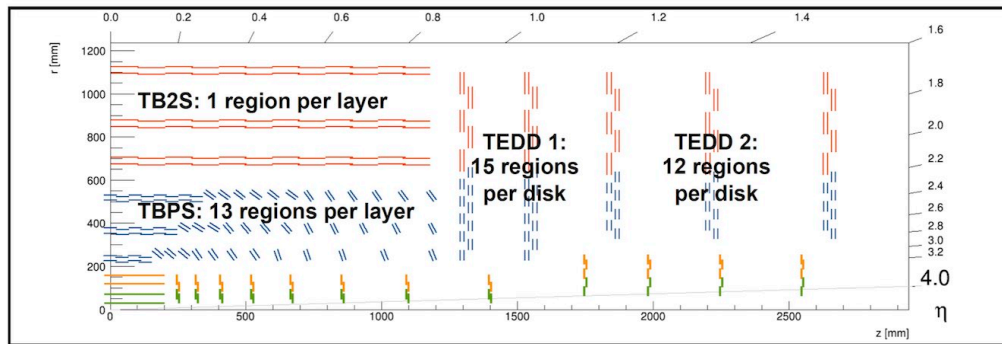 0.0 0.2 0.4 0.6 0.8 1.0 1.2 1.4 1.6
r [mm]
1200
1000
800
600
400
200
0
TB2S: 1 region per layer
TBPS: 13 regions per layer
TEDD 1:
15 regions
per disk
TEDD 2:
12 regions
per disk
1.8
2.0
2.2
2.4
2.6
2.8
3.0
3.2
4.0
η
0 500 1000 1500 2000 2500
z [mm]